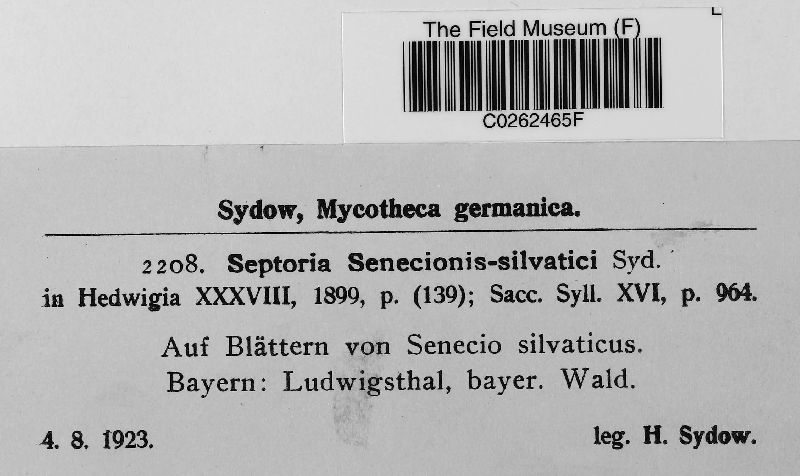 The Field Museum (F)
C0262465F
Sydow, Mycotheca germanica.
2208. Septoria Senecionis-silvatici Syd.
in Hedwigia XXXVIII, 1899, p. (139); Sacc. Syll. XVI, p. 964.
Auf Blättern von Senecio silvaticus.
Bayern: Ludwigsthal, bayer. Wald.
4. 8. 1923. leg. H. Sydow.